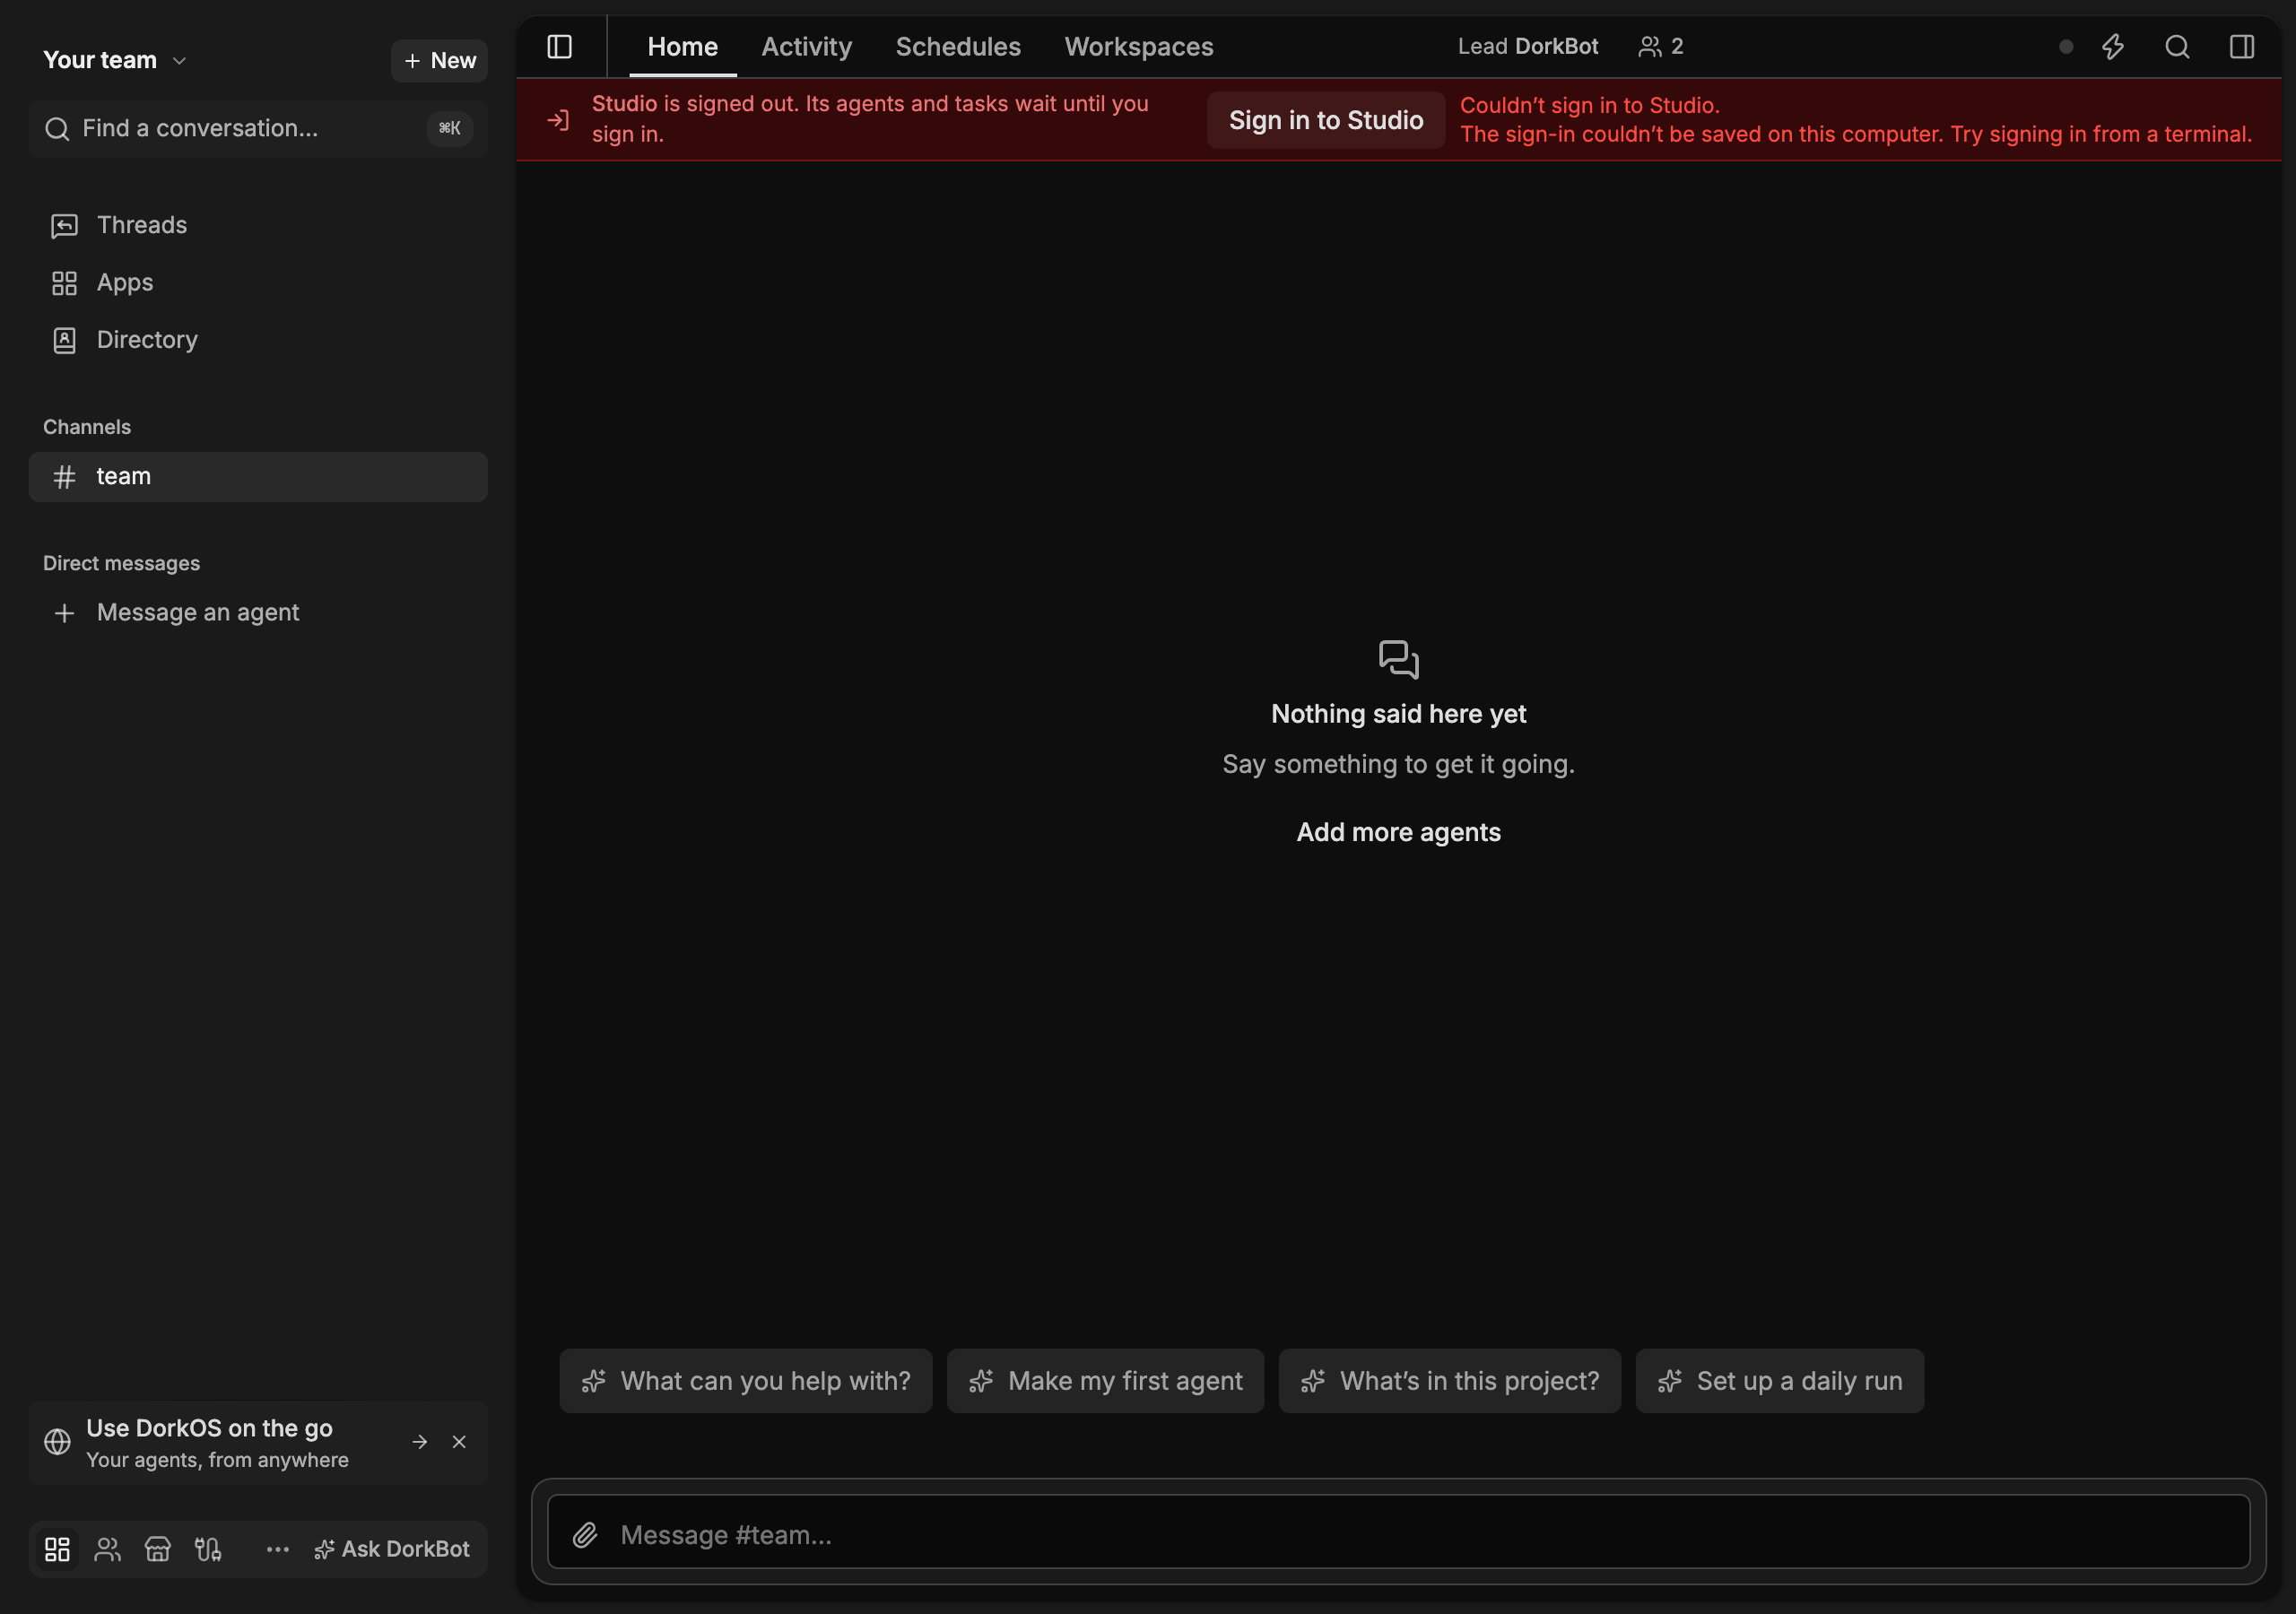 Your team
+ New
Find a conversation...
⌘K
Threads
Apps
Directory
Channels
# team
Direct messages
+ Message an agent
Use DorkOS on the go
Your agents, from anywhere
Ask DorkBot
Home Activity Schedules Workspaces
Lead DorkBot
2
Studio is signed out. Its agents and tasks wait until you
sign in.
Sign in to Studio
Couldn’t sign in to Studio.
The sign-in couldn’t be saved on this computer. Try signing in from a terminal.
Nothing said here yet
Say something to get it going.
Add more agents
What can you help with?
Make my first agent
What’s in this project?
Set up a daily run
Message #team...